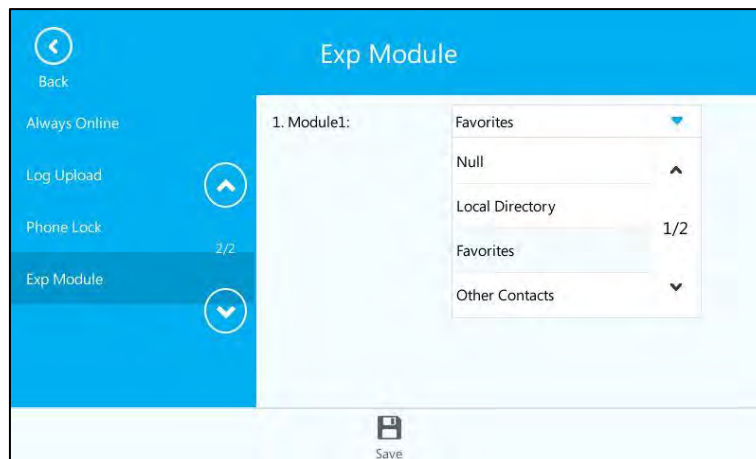 Exp Module
Back
Always Online
Log Upload
Phone Lock
2/2
Exp Module
1. Module1:
Favorites
Null
Local Directory
1/2
Favorites
Other Contacts
Save